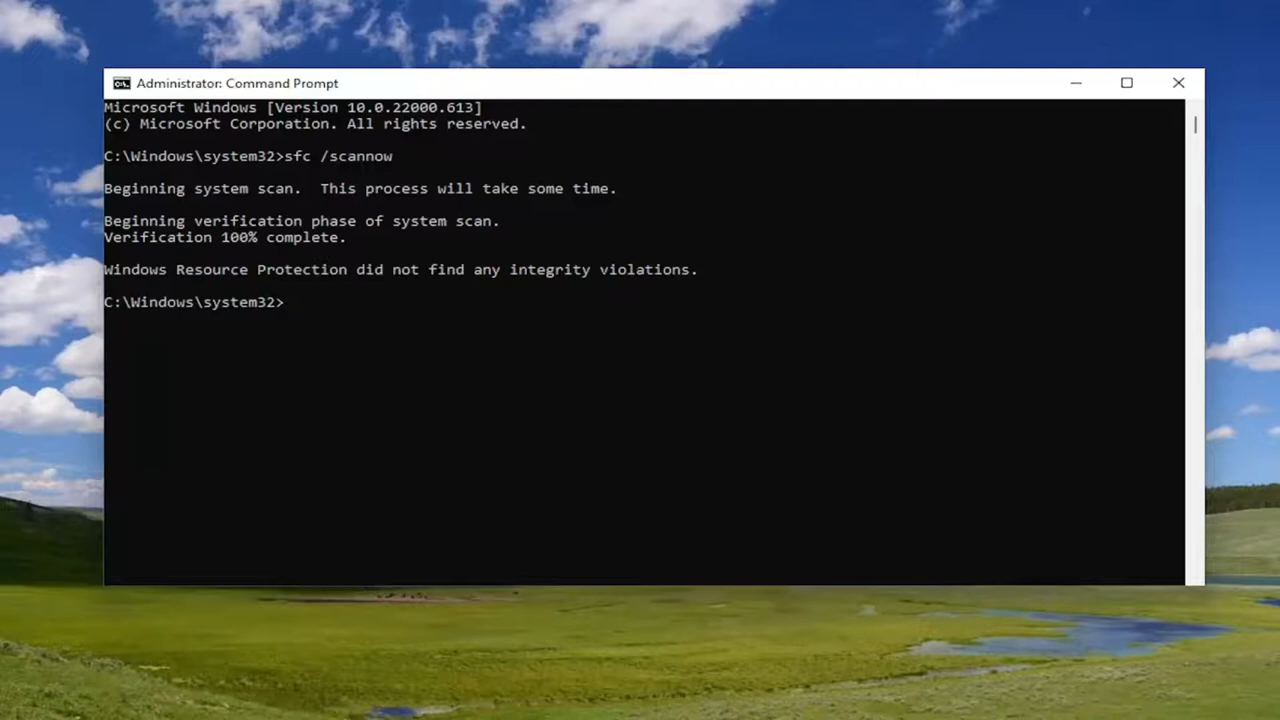 Administrator: Command Prompt
Microsoft Windows [Version 10.0.22000.613]
(c) Microsoft Corporation. All rights reserved.
C:\Windows\system32>sfc /scannow
Beginning system scan.  This process will take some time.
Beginning verification phase of system scan.
Verification 100% complete.
Windows Resource Protection did not find any integrity violations.
C:\Windows\system32>